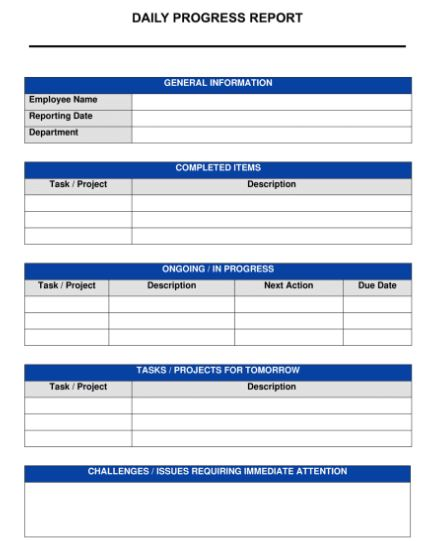 DAILY PROGRESS REPORT
GENERAL INFORMATION
Employee Name
Reporting Date
Department
COMPLETED ITEMS
Task / Project Description
ONGOING / IN PROGRESS
Task / Project Description Next Action Due Date
TASKS / PROJECTS FOR TOMORROW
Task / Project Description
CHALLENGES / ISSUES REQUIRING IMMEDIATE ATTENTION